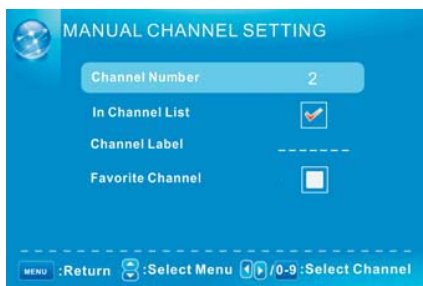 MANUAL CHANNEL SETTING
Channel Number 2
In Channel List
Channel Label -------
Favorite Channel
MENU :Return :Select Menu /0-9 :Select Channel